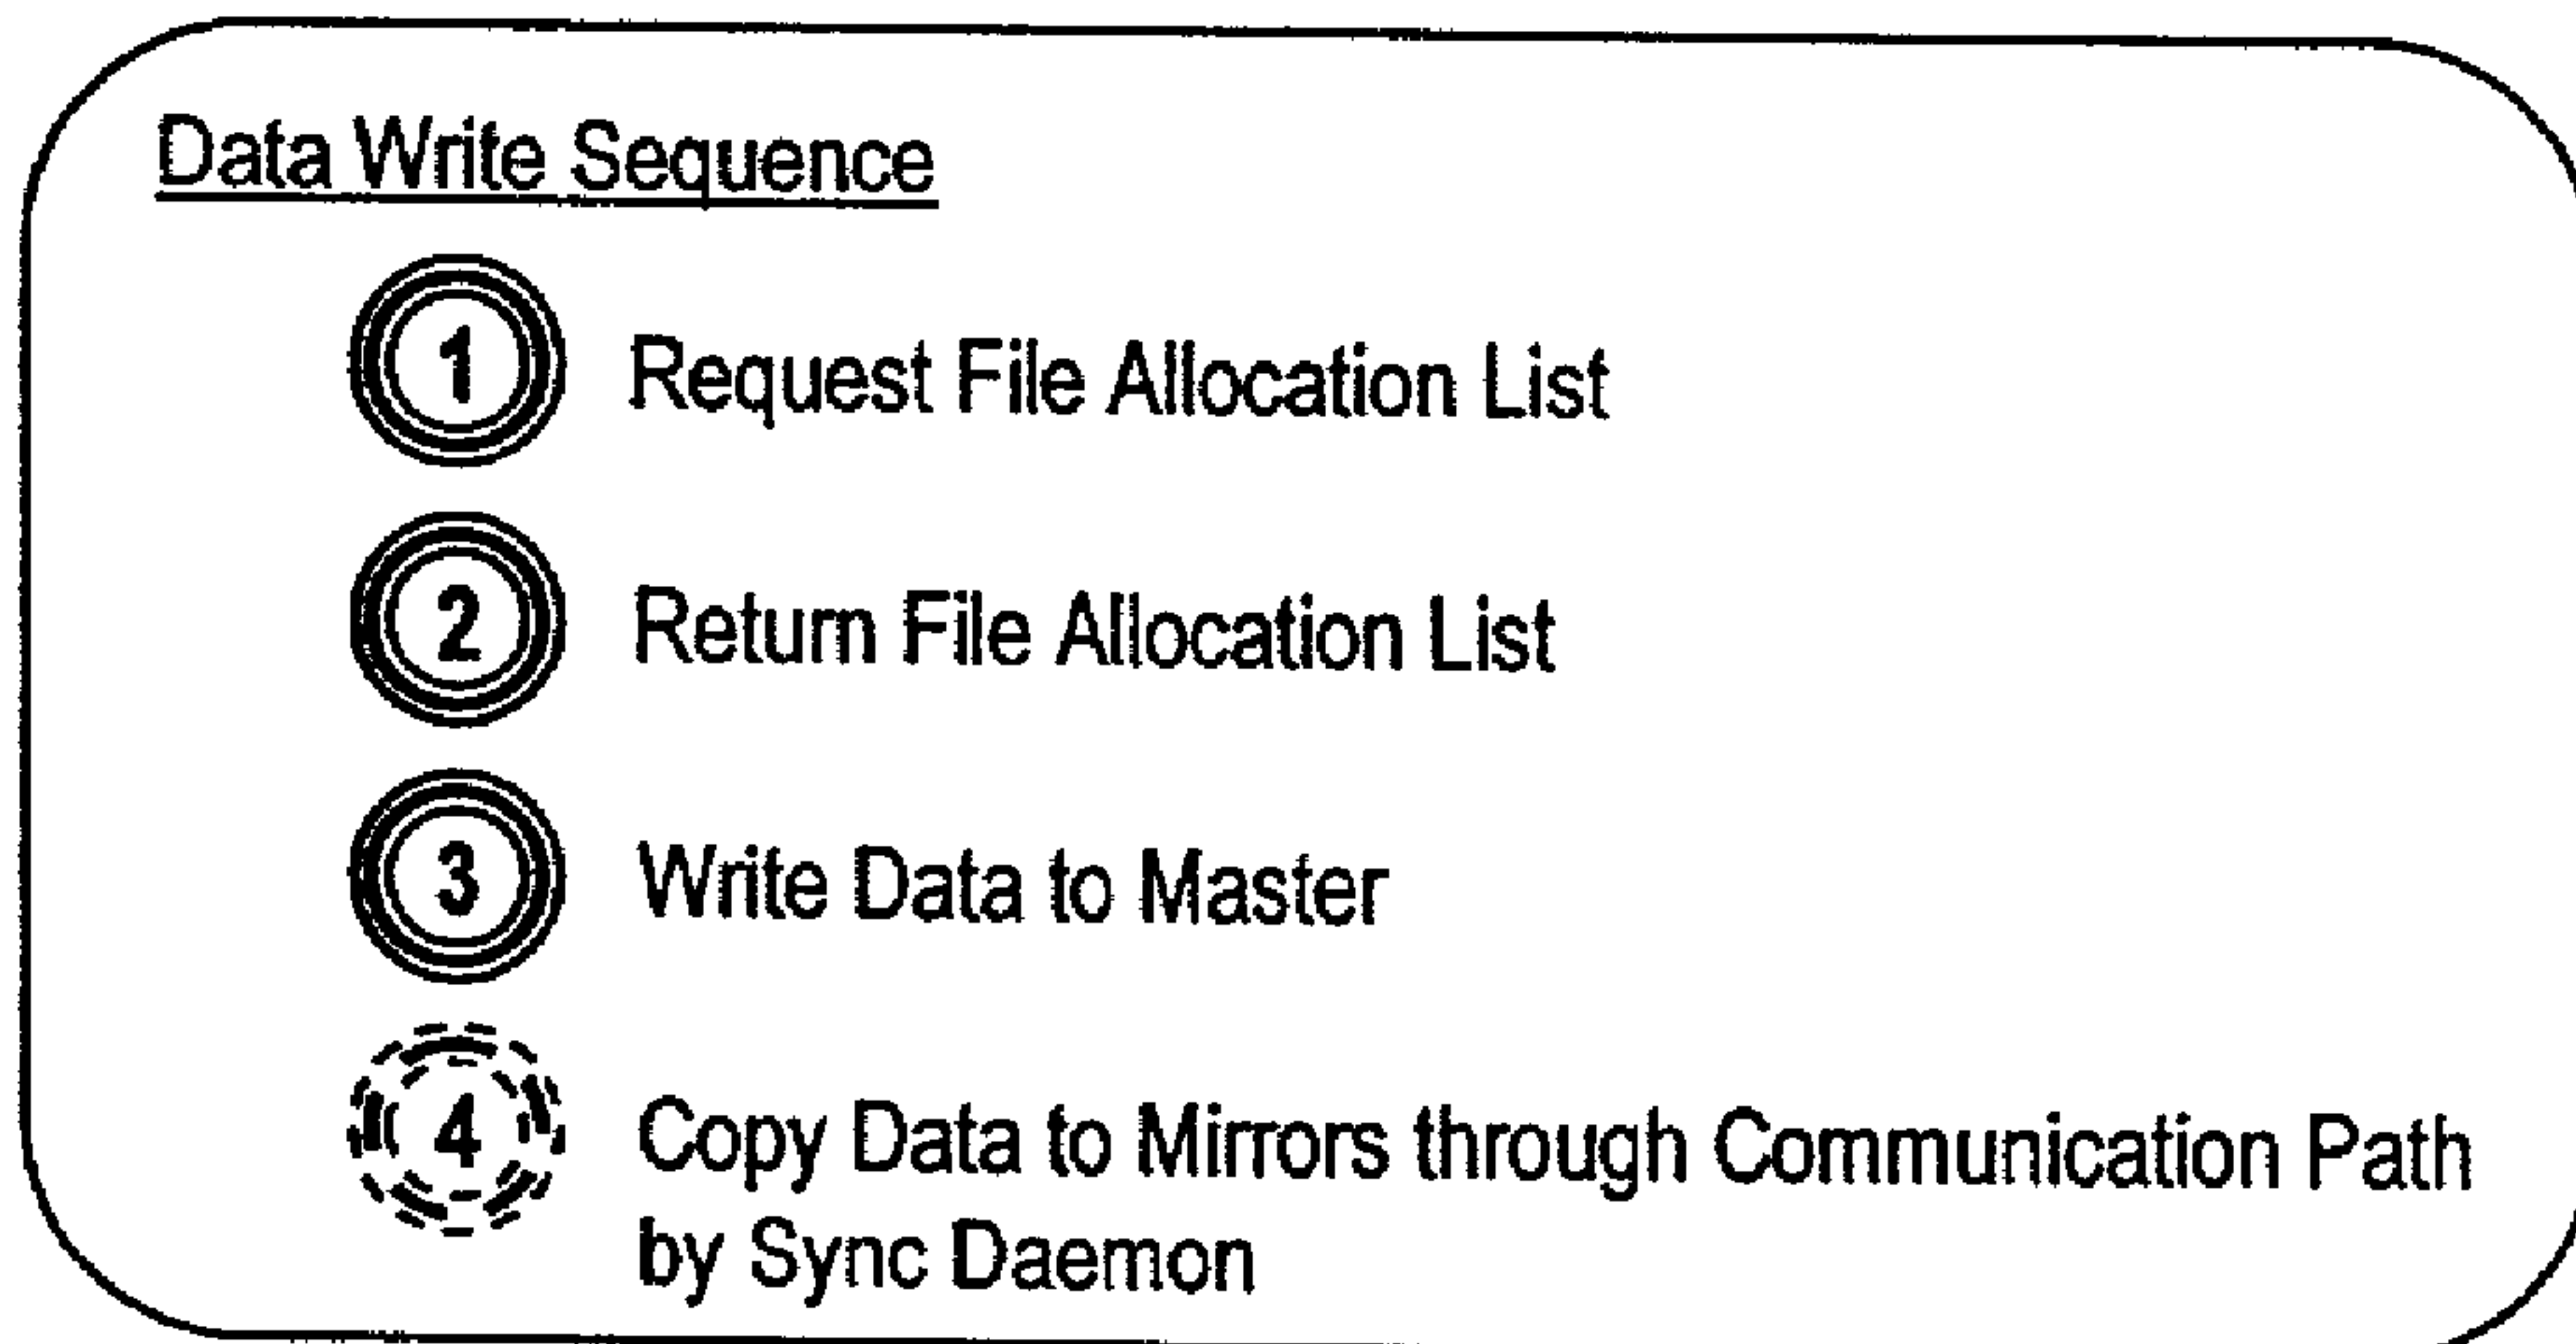 Data Write Sequence
1 Request File Allocation List
2 Return File Allocation List
3 Write Data to Master
4 Copy Data to Mirrors through Communication Path
by Sync Daemon